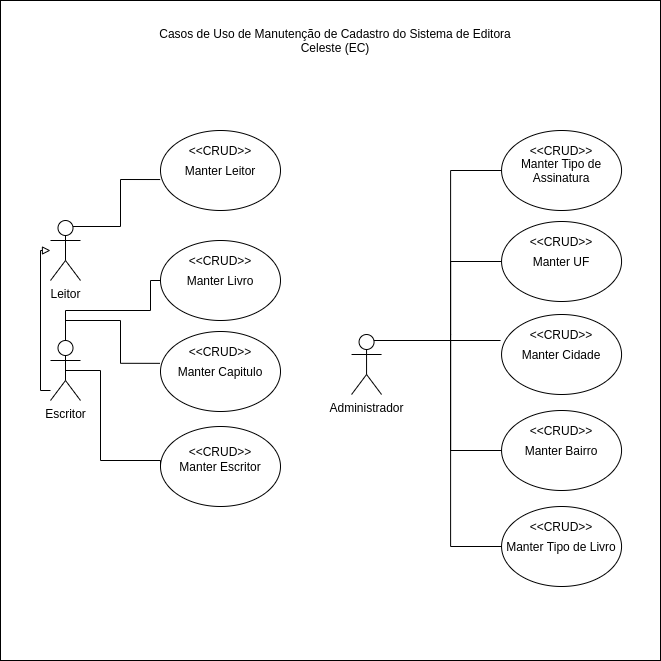 Casos de Uso de Manutenção de Cadastro do Sistema de Editora
Celeste (EC)
<<CRUD>>
Manter Leitor
Leitor
<<CRUD>>
Manter Livro
<<CRUD>>
Manter Capitulo
Escritor
<<CRUD>>
Manter Escritor
<<CRUD>>
Manter Tipo de
Assinatura
<<CRUD>>
Manter UF
<<CRUD>>
Manter Cidade
Administrador
<<CRUD>>
Manter Bairro
<<CRUD>>
Manter Tipo de Livro